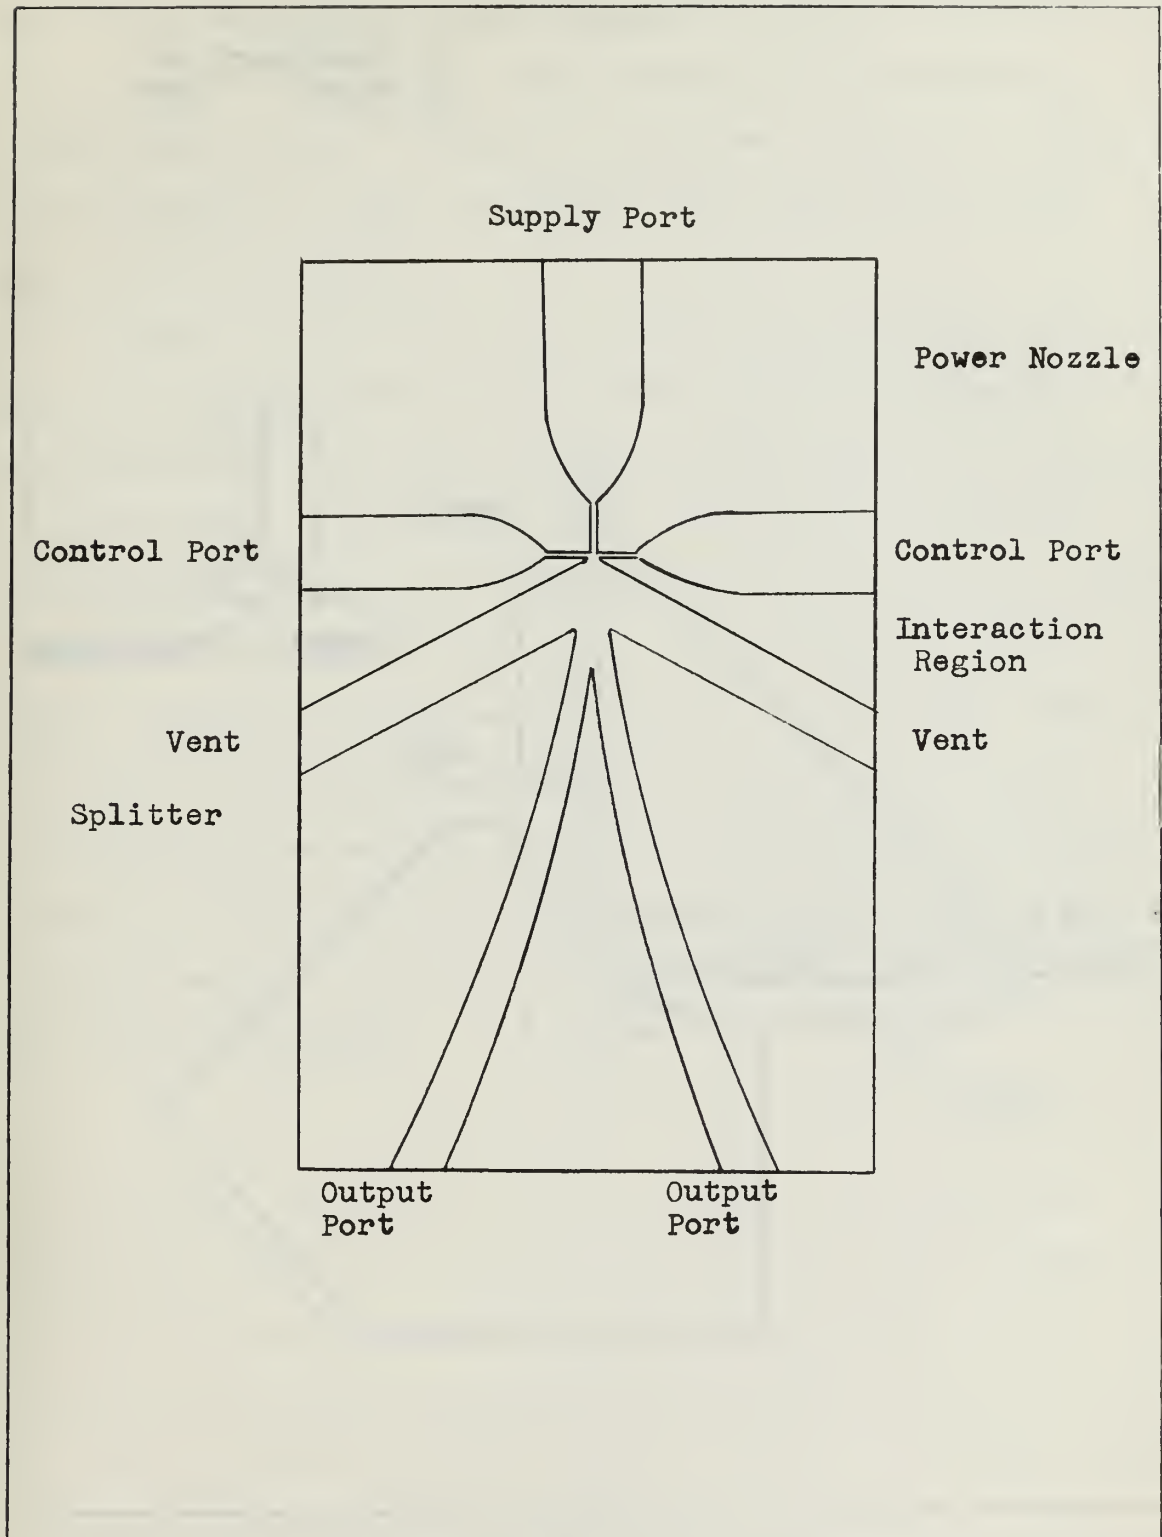 Supply Port
Power Nozzle
Control Port
Control Port
Interaction
Region
Vent
Vent
Splitter
Output
Port
Output
Port